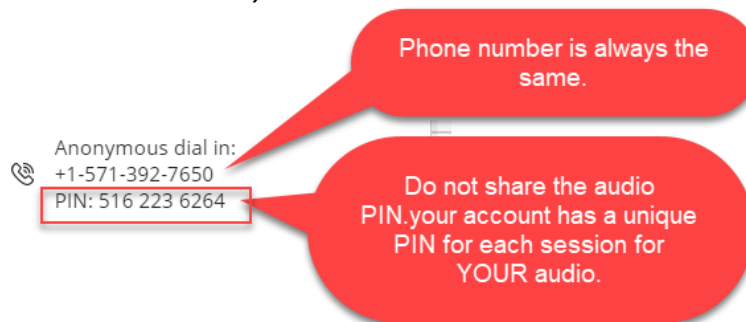 Phone number is always the
same.
Anonymous dial in:
+1-571-392-7650
PIN: 516 223 6264
Do not share the audio
PIN.your account has a unique
PIN for each session for
YOUR audio.